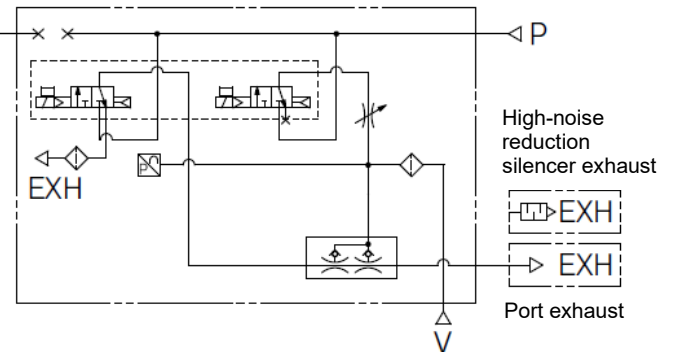 P
High-noise
reduction
silencer exhaust
EXH
P
EXH
EXH
Port exhaust
V